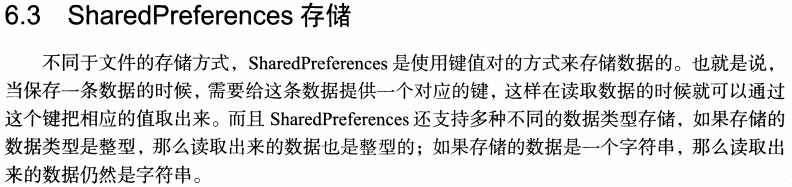 6.3 SharedPreferences 存储
不同于文件的存储方式，SharedPreferences 是使用键值对的方式来存储数据的。也就是说，
当保存一条数据的时候，需要给这条数据提供一个对应的键，这样在读取数据的时候就可以通过
这个键把相应的值取出来。而且 SharedPreferences 还支持多种不同的数据类型存储，如果存储的
数据类型是整型，那么读取出来的数据也是整型的；如果存储的数据是一个字符串，那么读取出
来的数据仍然是字符串。